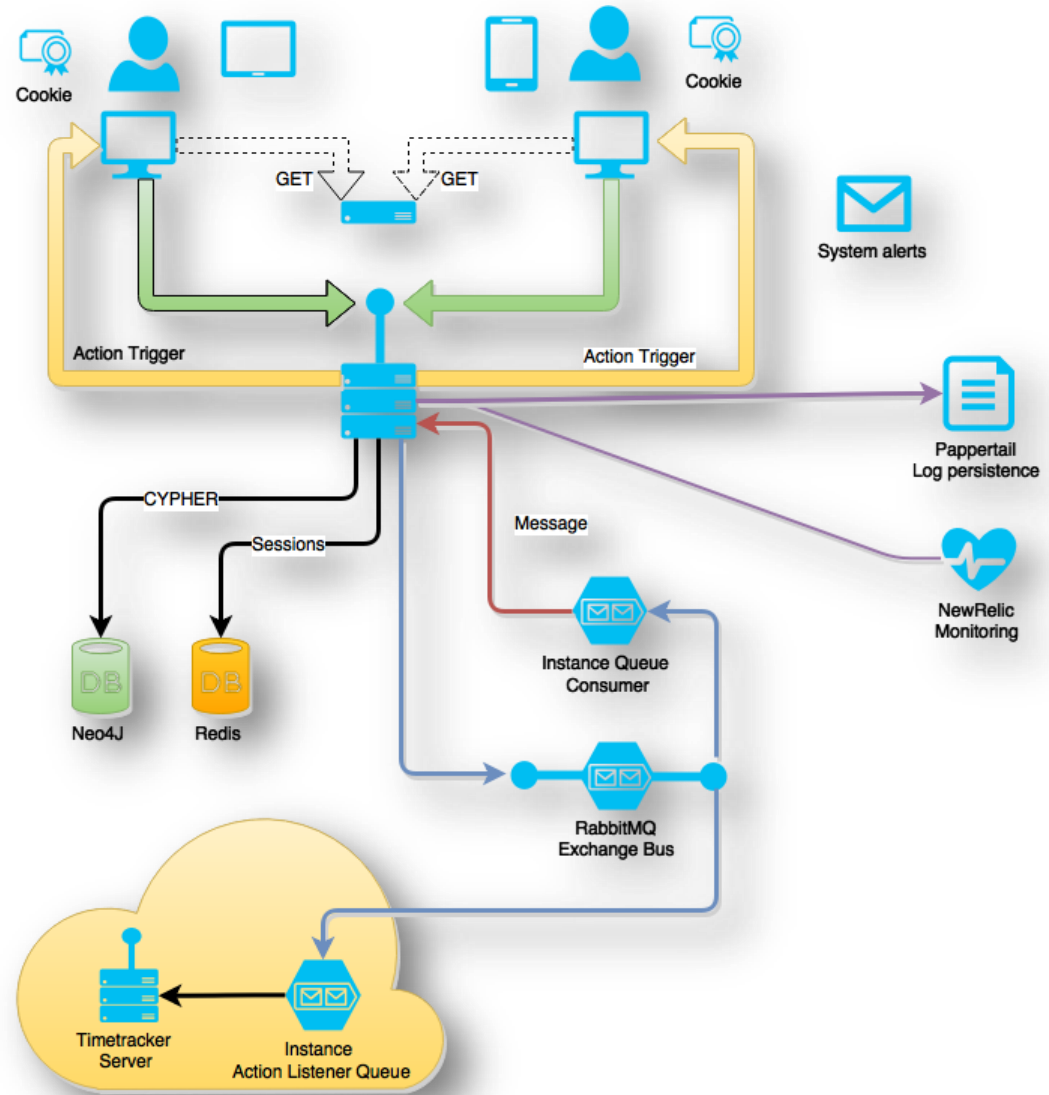 Cookie
Cookie
GET
GET
System alerts
Action Trigger
Action Trigger
Pappertail
Log persistence
CYPHER
Message
Sessions
NewRelic
Monitoring
Instance Queue
Consumer
DB
DB
Neo4J
Redis
RabbitMQ
Exchange Bus
Timetracker
Server
Instance
Action Listener Queue